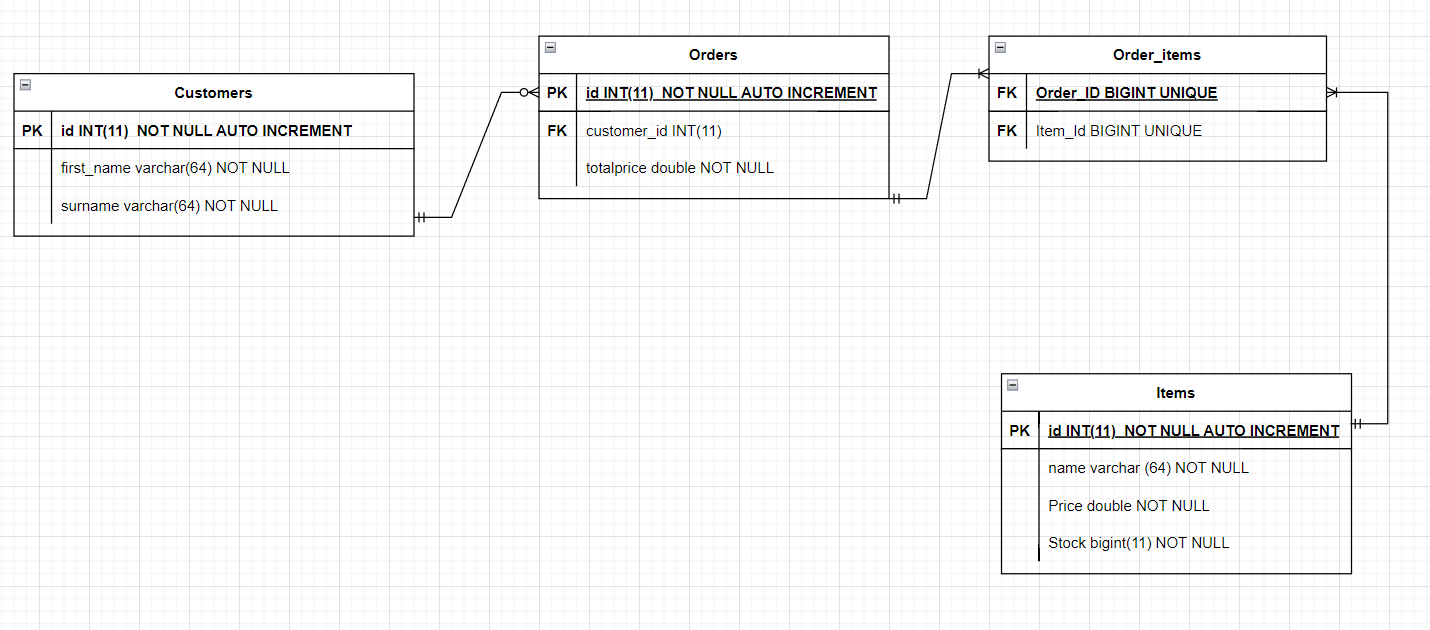 Customers
PK id INT(11)  NOT NULL AUTO INCREMENT
first_name varchar(64) NOT NULL
surname varchar(64) NOT NULL
Orders
PK id INT(11)  NOT NULL AUTO INCREMENT
FK customer_id INT(11)
totalprice double NOT NULL
Order_items
FK Order_ID BIGINT UNIQUE
FK Item_Id BIGINT UNIQUE
Items
PK id INT(11)  NOT NULL AUTO INCREMENT
name varchar (64) NOT NULL
Price double NOT NULL
Stock bigint(11) NOT NULL